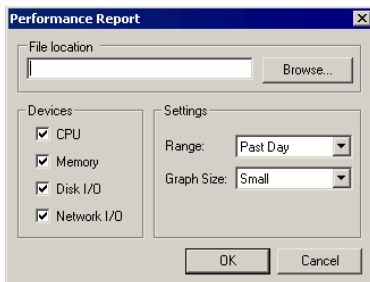 Performance Report
File location
Browse...
Devices
CPU
Memory
Disk I/O
Network I/O
Settings
Range: Past Day
Graph Size: Small
OK Cancel